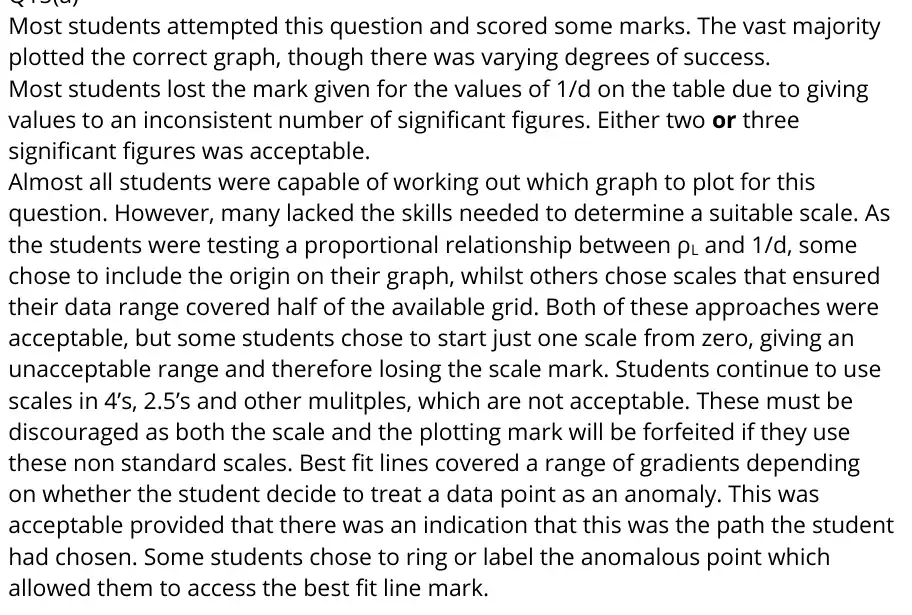 Most students attempted this question and scored some marks. The vast majority
plotted the correct graph, though there was varying degrees of success.
Most students lost the mark given for the values of 1/d on the table due to giving
values to an inconsistent number of significant figures. Either two or three
significant figures was acceptable.
Almost all students were capable of working out which graph to plot for this
question. However, many lacked the skills needed to determine a suitable scale. As
the students were testing a proportional relationship between ρL and 1/d, some
chose to include the origin on their graph, whilst others chose scales that ensured
their data range covered half of the available grid. Both of these approaches were
acceptable, but some students chose to start just one scale from zero, giving an
unacceptable range and therefore losing the scale mark. Students continue to use
scales in 4’s, 2.5’s and other mulitples, which are not acceptable. These must be
discouraged as both the scale and the plotting mark will be forfeited if they use
these non standard scales. Best fit lines covered a range of gradients depending
on whether the student decide to treat a data point as an anomaly. This was
acceptable provided that there was an indication that this was the path the student
had chosen. Some students chose to ring or label the anomalous point which
allowed them to access the best fit line mark.